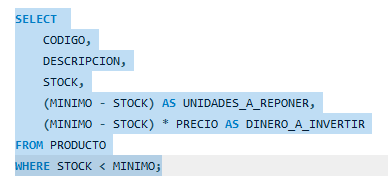 SELECT
CODIGO,
DESCRIPCION,
STOCK,
(MINIMO - STOCK) AS UNIDADES_A_REPONER,
(MINIMO - STOCK) * PRECIO AS DINERO_A_INVERTIR
FROM PRODUCTO
WHERE STOCK < MINIMO;